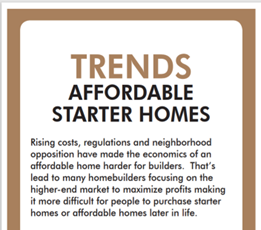 TRENDS
AFFORDABLE
STARTER HOMES
Rising costs, regulations and neighborhood
opposition have made the economics of an
affordable home harder for builders.  That's
lead to many homebuilders focusing on the
higher-end market to maximize profits making
it more difficult for people to purchase starter
homes or affordable homes later in life.